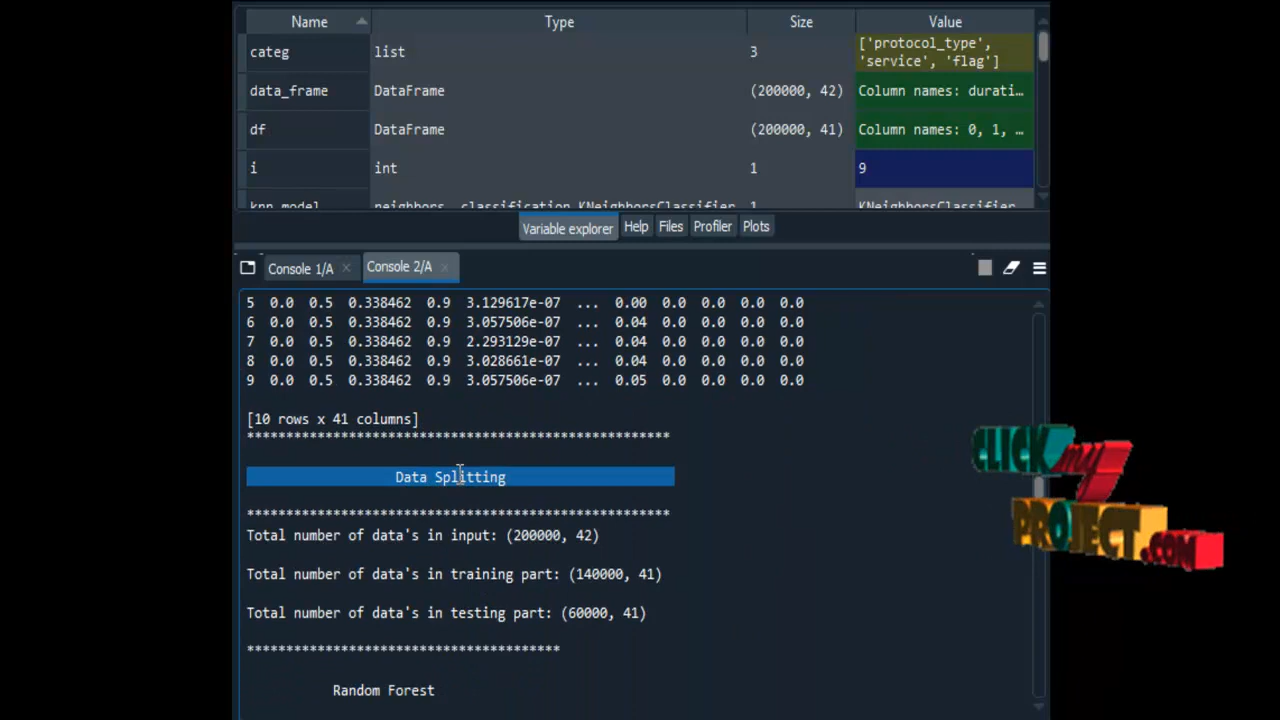 Name Type Size Value
categ list 3 ['protocol_type', 'service', 'flag']
data_frame DataFrame (200000, 42) Column names: durati…
df DataFrame (200000, 41) Column names: 0, 1, …
i int 1 9
knn_model neighbors._classification.KNeighborsClassifier 1 KNeighborsClassifier
Variable explorer Help Files Profiler Plots
Console 1/A Console 2/A
5 0.0 0.5 0.338462 0.9 3.129617e-07 ... 0.00 0.0 0.0 0.0 0.0
6 0.0 0.5 0.338462 0.9 3.057506e-07 ... 0.04 0.0 0.0 0.0 0.0
7 0.0 0.5 0.338462 0.9 2.293129e-07 ... 0.04 0.0 0.0 0.0 0.0
8 0.0 0.5 0.338462 0.9 3.028661e-07 ... 0.04 0.0 0.0 0.0 0.0
9 0.0 0.5 0.338462 0.9 3.057506e-07 ... 0.05 0.0 0.0 0.0 0.0
[10 rows x 41 columns]
******************************************************
Data Splitting
******************************************************
Total number of data's in input: (200000, 42)
Total number of data's in training part: (140000, 41)
Total number of data's in testing part: (60000, 41)
****************************************
Random Forest
CLICK my
PROJECT.COM